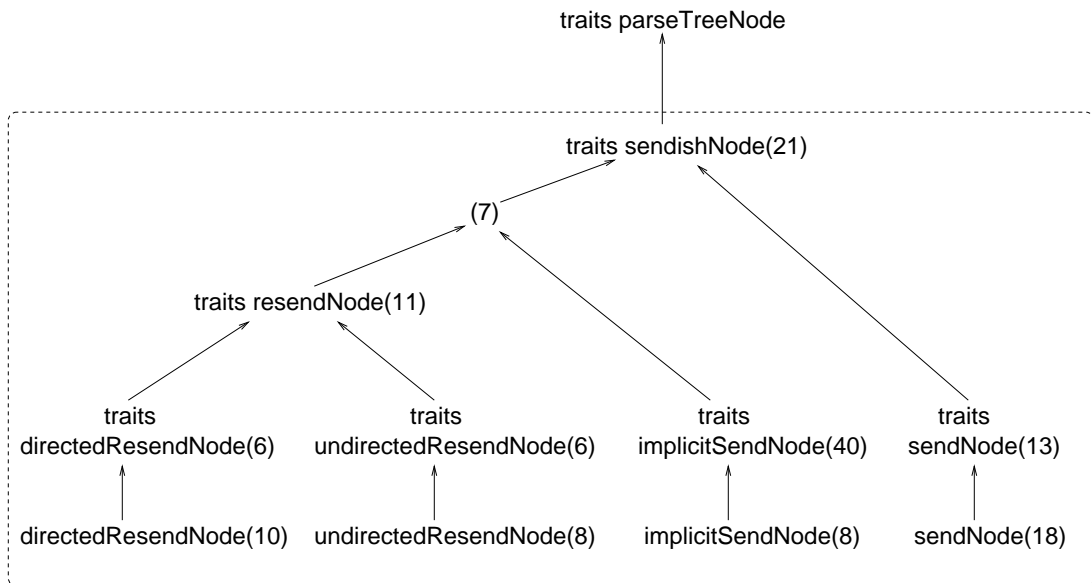 traits parseTreeNode
traits sendishNode(21)
(7)
traits resendNode(11)
traits
directedResendNode(6)
traits
undirectedResendNode(6)
traits
implicitSendNode(40)
traits
sendNode(13)
directedResendNode(10)
undirectedResendNode(8)
implicitSendNode(8)
sendNode(18)